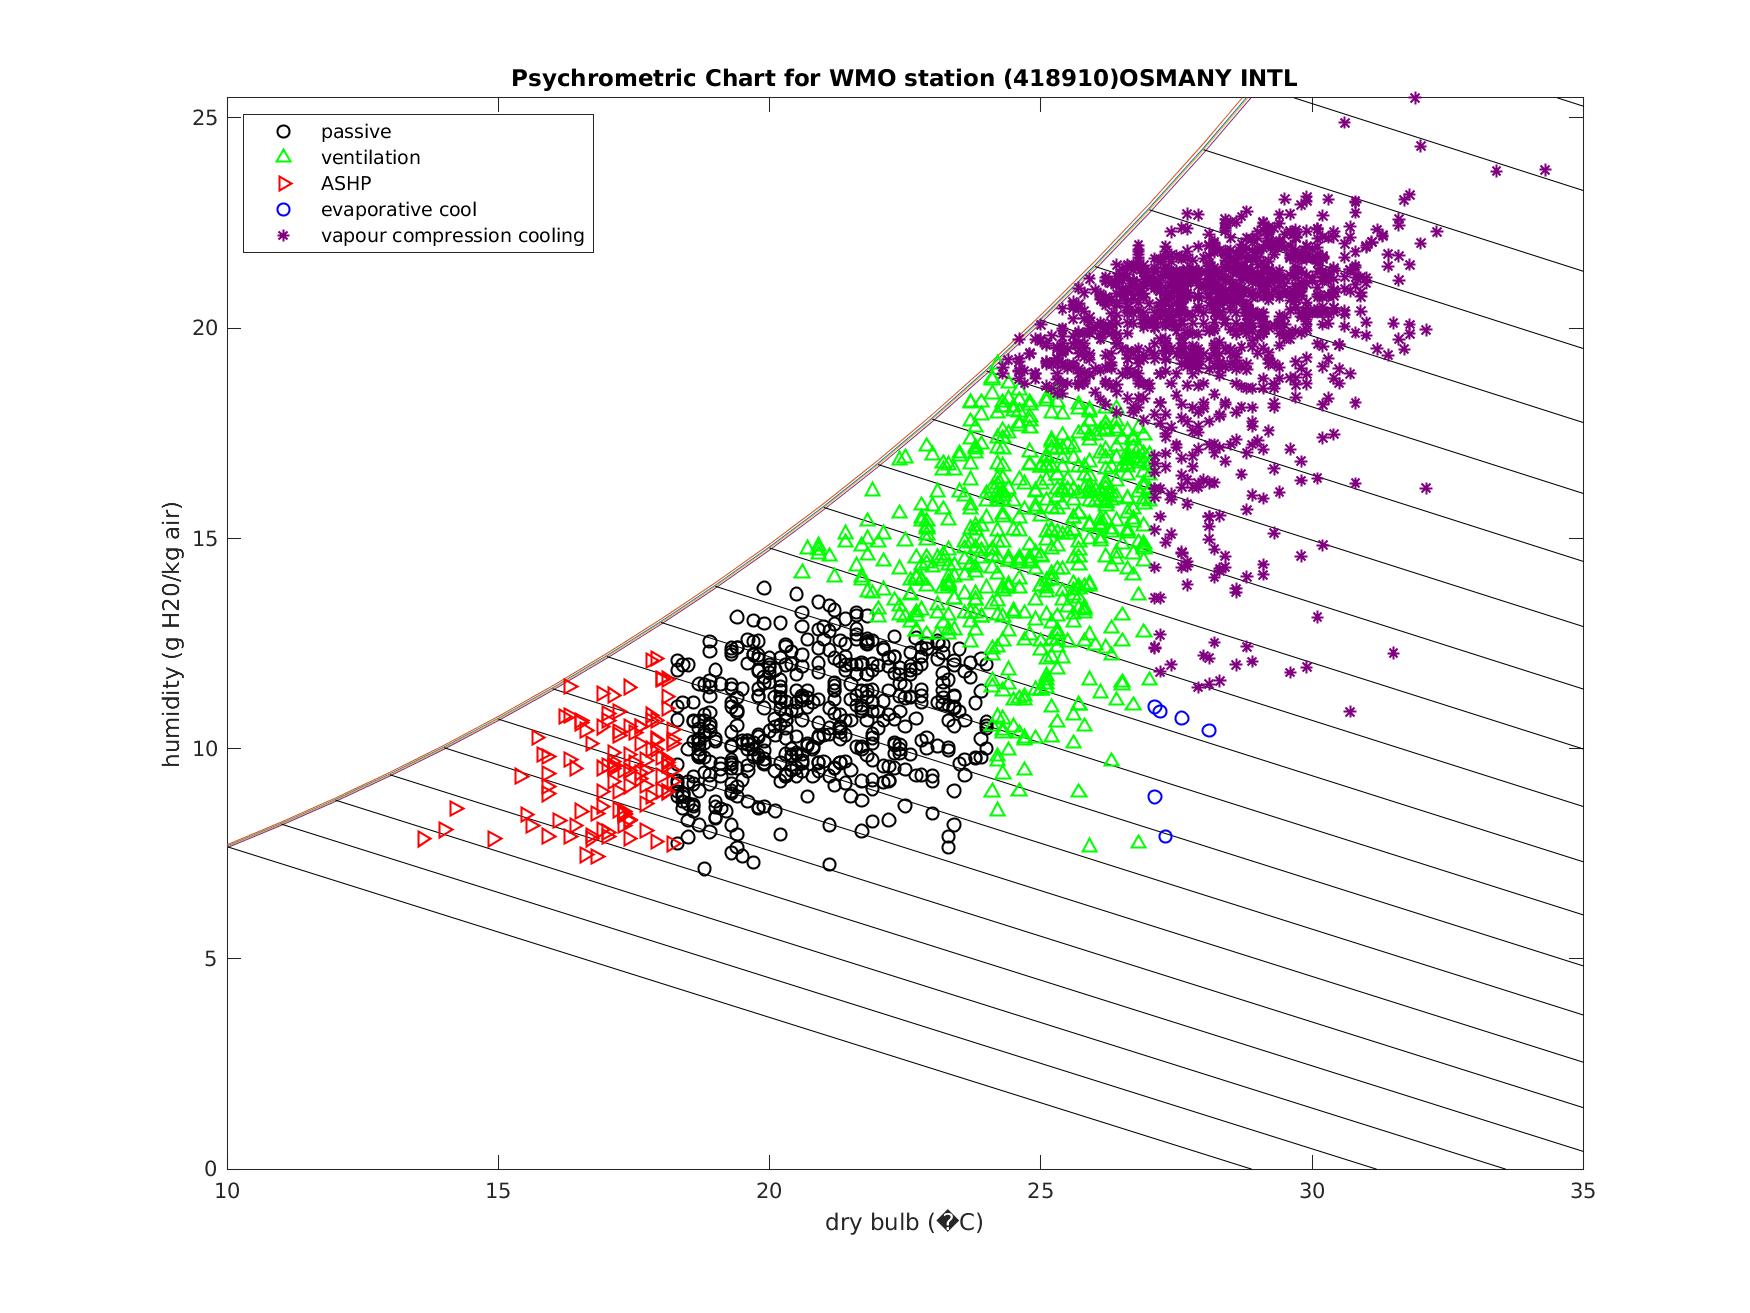 Psychrometric Chart for WMO station (418910)OSMANY INTL
passive
ventilation
ASHP
evaporative cool
vapour compression cooling
humidity (g H20/kg air)
25
20
15
10
5
0
10 15 20 25 30 35
dry bulb (�C)